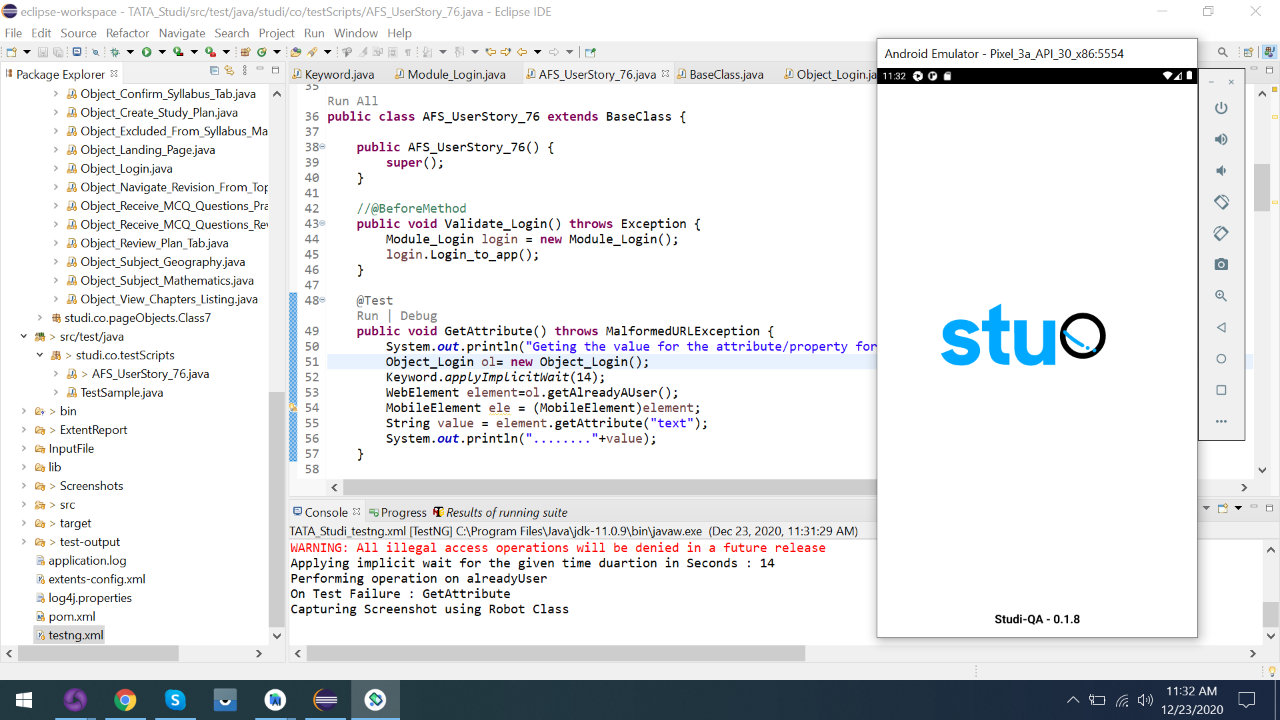 eclipse-workspace - TATA_Studi/src/test/java/studi/co/testScripts/AFS_UserStory_76.java - Eclipse IDE
File Edit Source Refactor Navigate Search Project Run Window Help
Package Explorer
Object_Confirm_Syllabus_Tab.java
Object_Create_Study_Plan.java
Object_Excluded_From_Syllabus_Ma
Object_Landing_Page.java
Object_Login.java
Object_Navigate_Revision_From_Top
Object_Receive_MCQ_Questions_Pra
Object_Receive_MCQ_Questions_Rev
Object_Review_Plan_Tab.java
Object_Subject_Geography.java
Object_Subject_Mathematics.java
Object_View_Chapters_Listing.java
studi.co.pageObjects.Class7
> src/test/java
> studi.co.testScripts
> AFS_UserStory_76.java
TestSample.java
> bin
> ExtentReport
InputFile
lib
> Screenshots
> src
> target
> test-output
application.log
extents-config.xml
log4j.properties
pom.xml
testng.xml
Keyword.java Module_Login.java AFS_UserStory_76.java BaseClass.java Object_Login.ja
35
Run All
36 public class AFS_UserStory_76 extends BaseClass {
37
38 public AFS_UserStory_76() {
39 super();
40 }
41
42 //@BeforeMethod
43 public void Validate_Login() throws Exception {
44 Module_Login login = new Module_Login();
45 login.Login_to_app();
46 }
47
48 @Test
Run | Debug
49 public void GetAttribute() throws MalformedURLException {
50 System.out.println("Geting the value for the attribute/property for
51 Object_Login ol= new Object_Login();
52 Keyword.applyImplicitWait(14);
53 WebElement element=ol.getAlreadyAUser();
54 MobileElement ele = (MobileElement)element;
55 String value = element.getAttribute("text");
56 System.out.println("........"+value);
57 }
58
Console Progress Results of running suite
TATA_Studi_testng.xml [TestNG] C:\Program Files\Java\jdk-11.0.9\bin\javaw.exe (Dec 23, 2020, 11:31:29 AM)
WARNING: All illegal access operations will be denied in a future release
Applying implicit wait for the given time duartion in Seconds : 14
Performing operation on alreadyUser
On Test Failure : GetAttribute
Capturing Screenshot using Robot Class
Android Emulator - Pixel_3a_API_30_x86:5554
11:32
stu
Studi-QA - 0.1.8
11:32 AM
12/23/2020